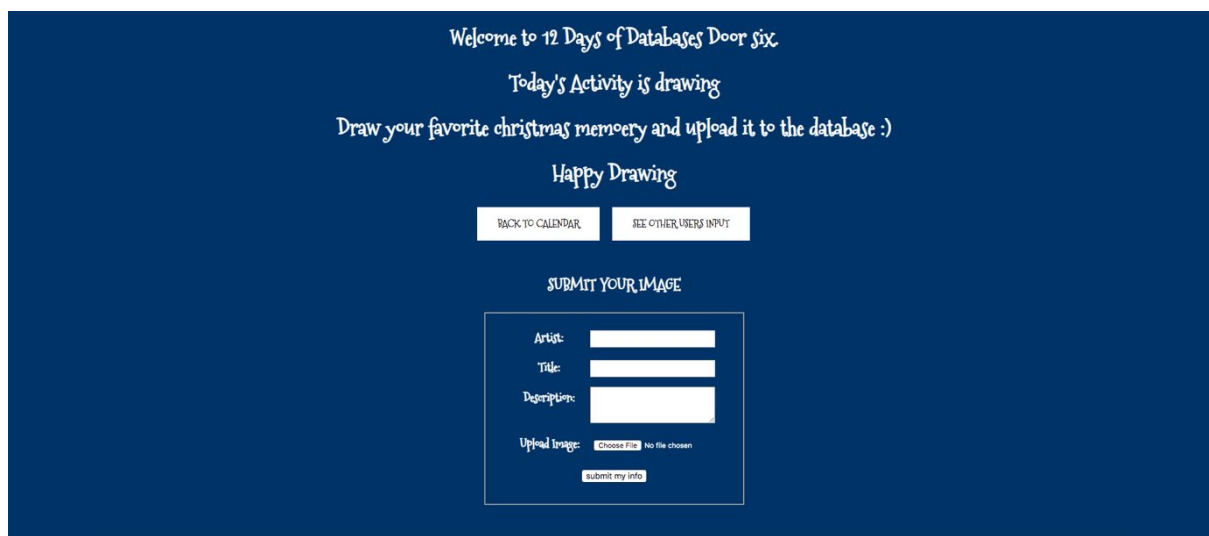 Welcome to 12 Days of Databases Door six.
Today's Activity is drawing
Draw your favorite christmas memoery and upload it to the database :)
Happy Drawing
BACK TO CALENDAR SEE OTHER USERS INPUT
SUBMIT YOUR IMAGE
Artist:
Title:
Description:
Upload Image: Choose File No file chosen
submit my info